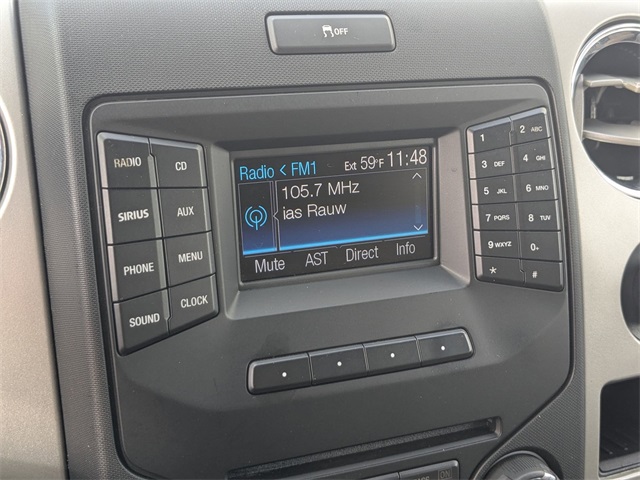 OFF
RADIO CD
SIRIUS AUX
PHONE MENU
SOUND CLOCK
Radio < FM1 Ext 59°F 11:48
105.7 MHz
ias Rauw
Mute AST Direct Info
1 2 ABC
3 DEF 4 GHI
5 JKL 6 MNO
7 PQRS 8 TUV
9 WXYZ 0-
* #